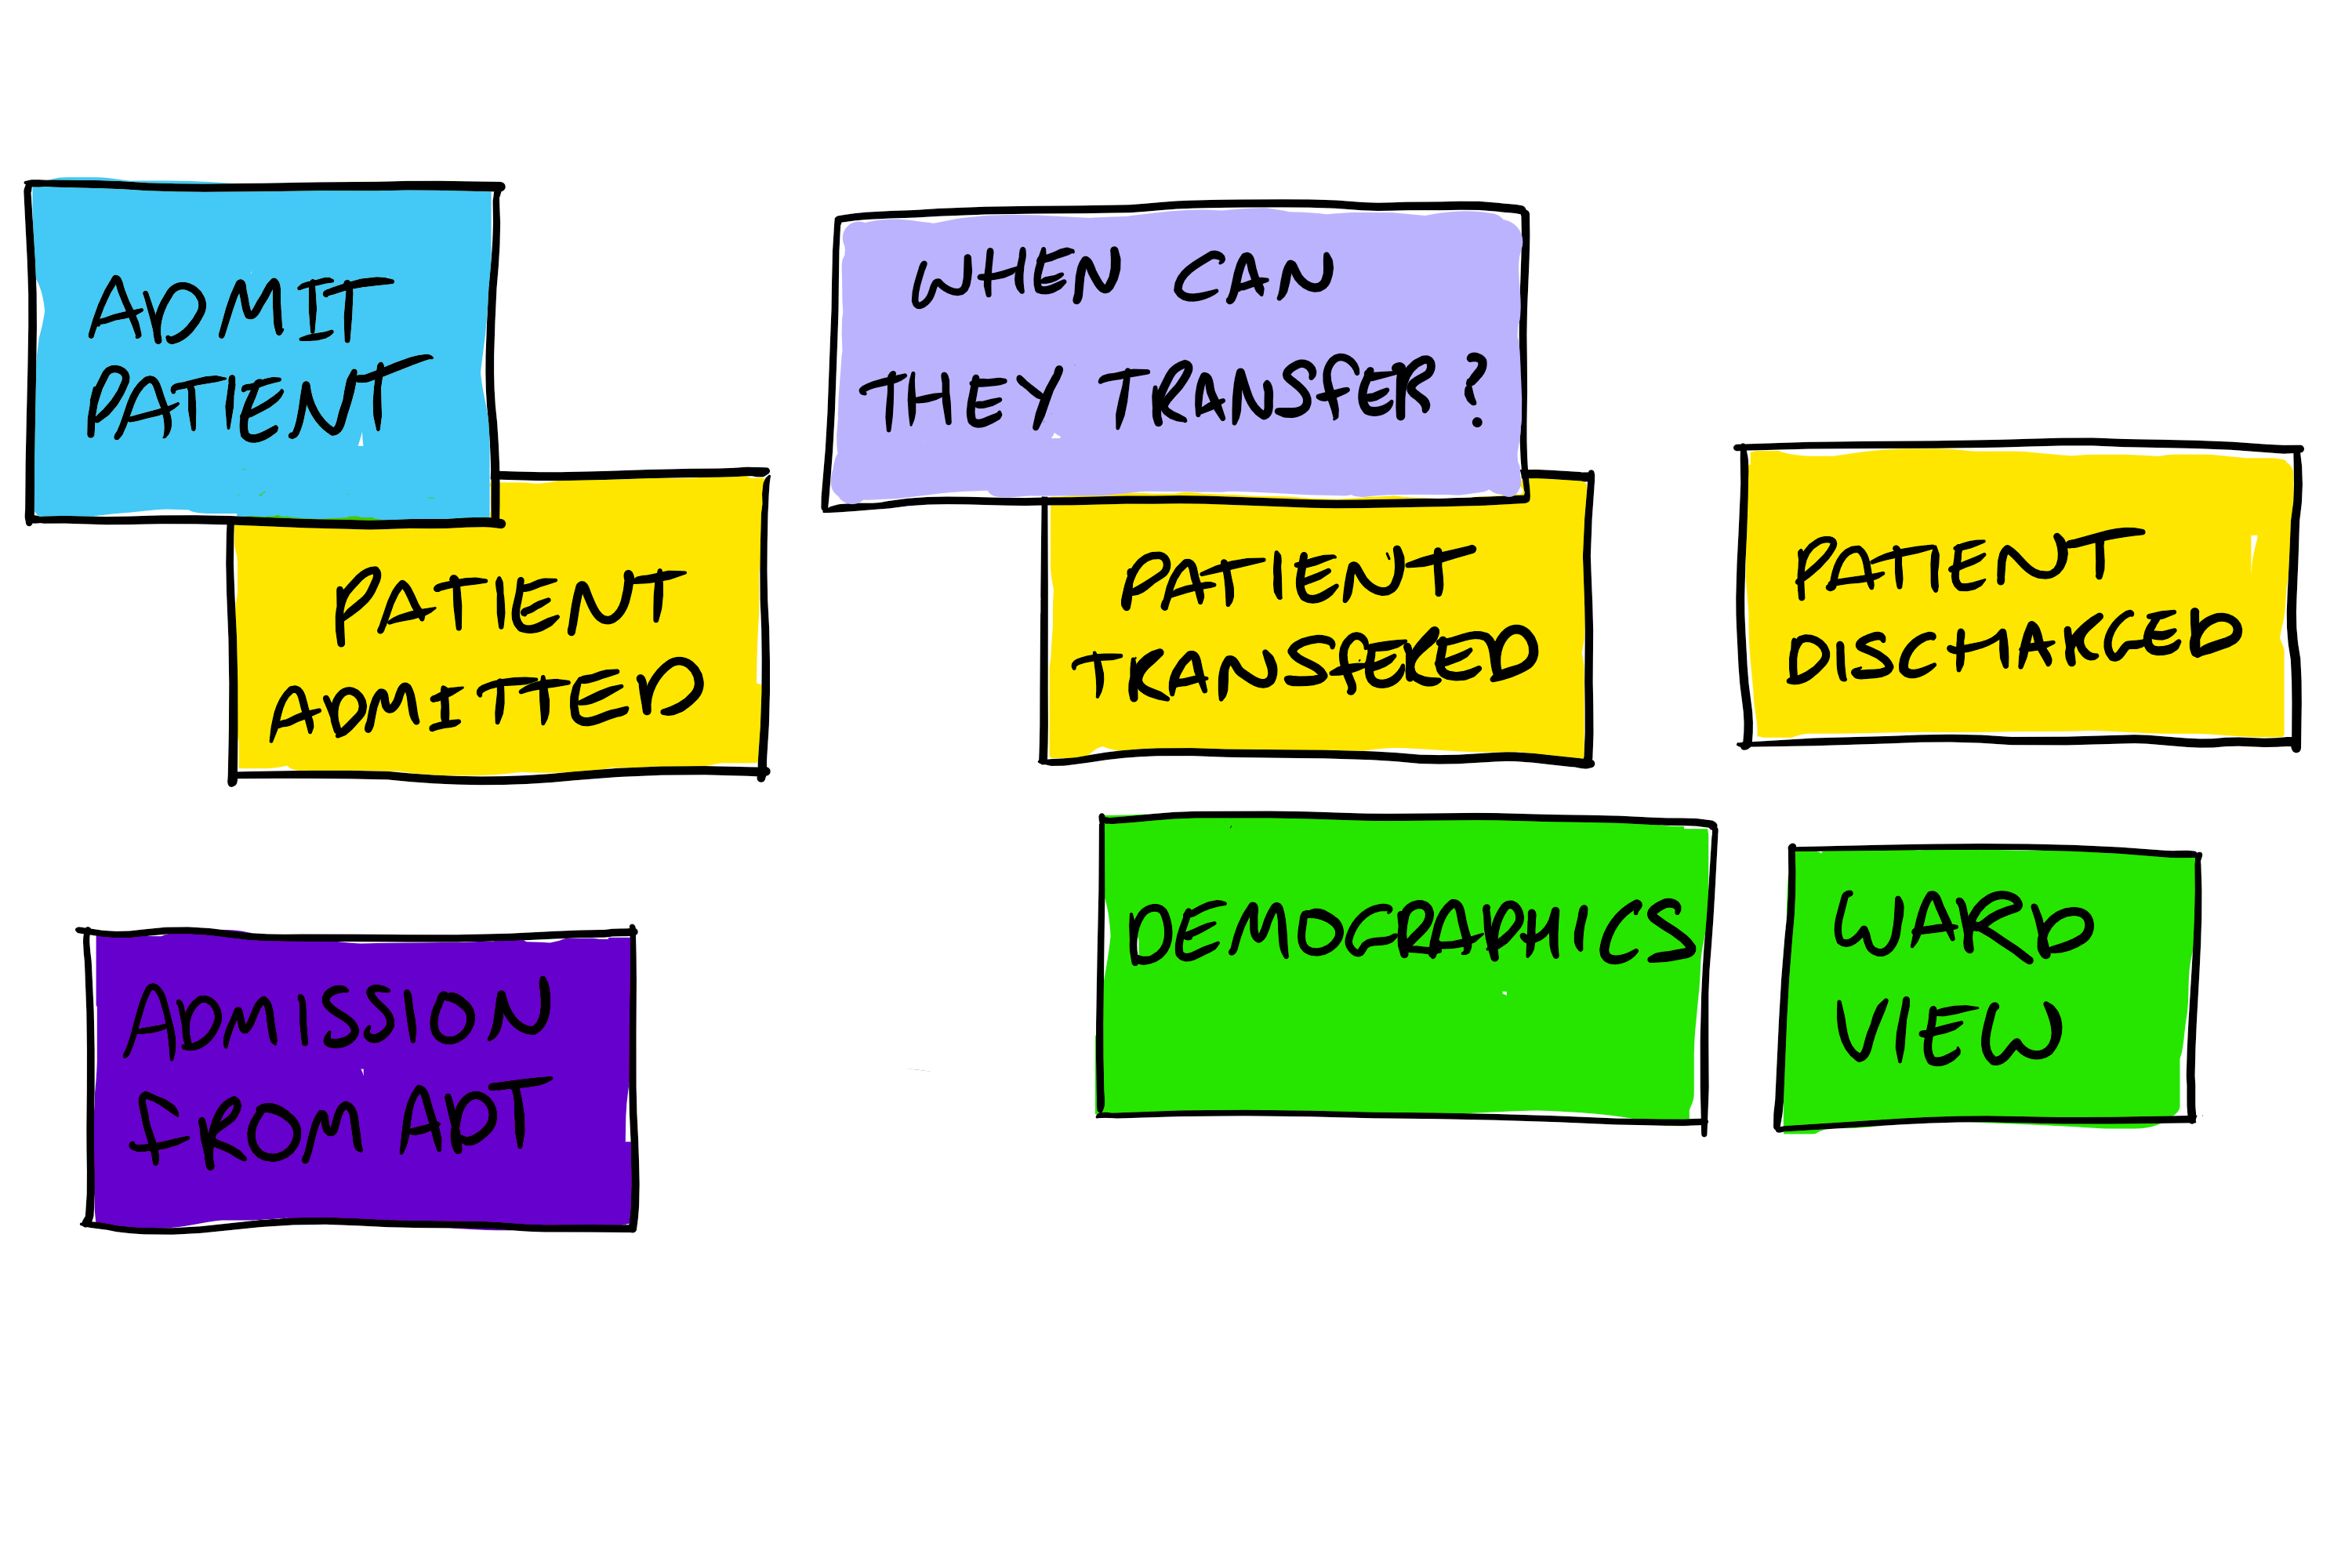 ADMIT
PATIENT
WHEN CAN
THEY TRANSFER?
PATIENT
ADMITTED
PATIENT
TRANSFERED
PATIENT
DISCHARGED
ADMISSION
FROM ADT
DEMOGRAPHICS
WARD
VIEW